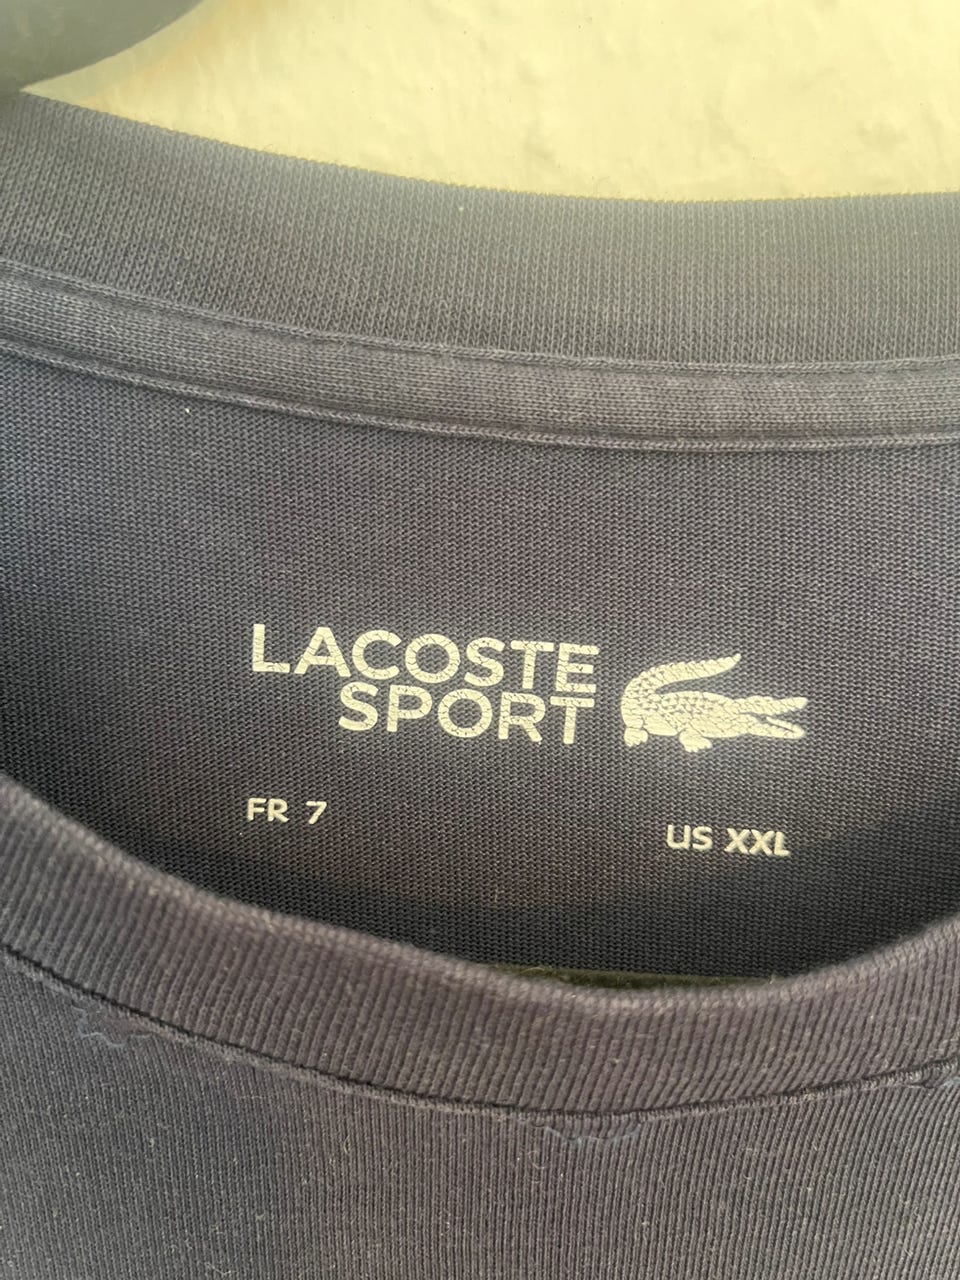 LACOSTE
SPORT
FR 7
US XXL